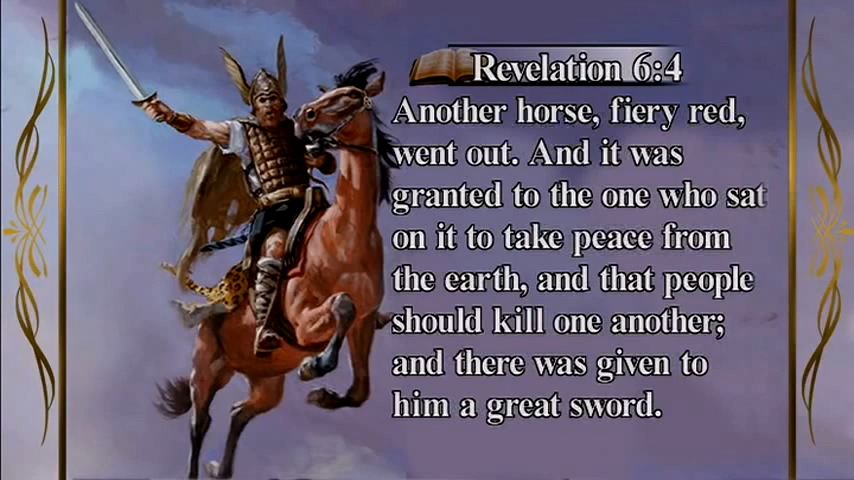 Revelation 6:4
Another horse, fiery red,
went out. And it was
granted to the one who sat
on it to take peace from
the earth, and that people
should kill one another;
and there was given to
him a great sword.